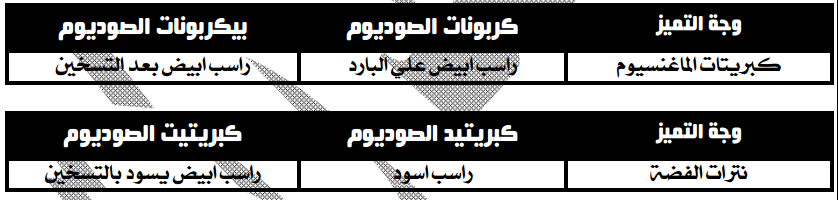 وجة التميز كربونات الصوديوم بيكربونات الصوديوم
كبريتات الماغنسيوم راسب ابيض علي البارد راسب ابيض بعد التسخين
وجة التميز كبريتيد الصوديوم كبريتيت الصوديوم
نترات الفضة راسب اسود راسب ابيض يسود بالتسخين